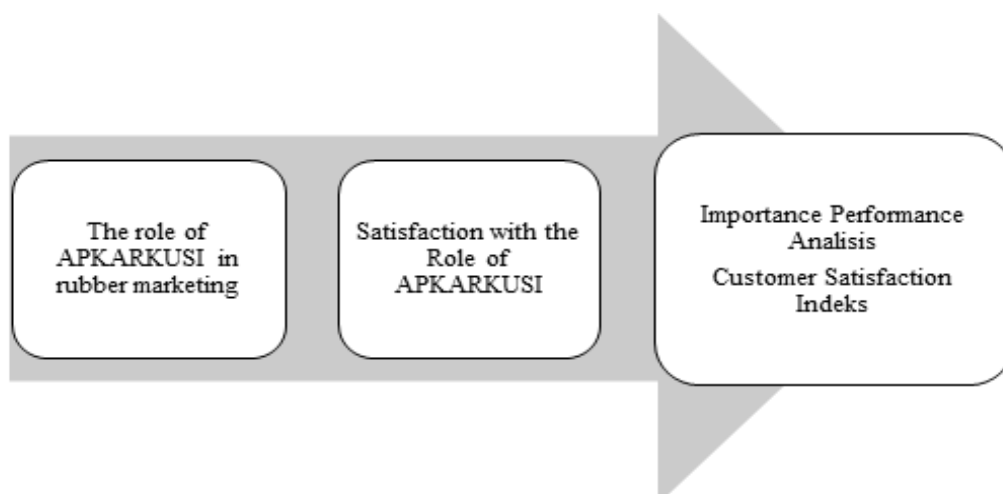 The role of
APKARKUSI in
rubber marketing
Satisfaction with the
Role of
APKARKUSI
Importance Performance
Analisis
Customer Satisfaction
Indeks